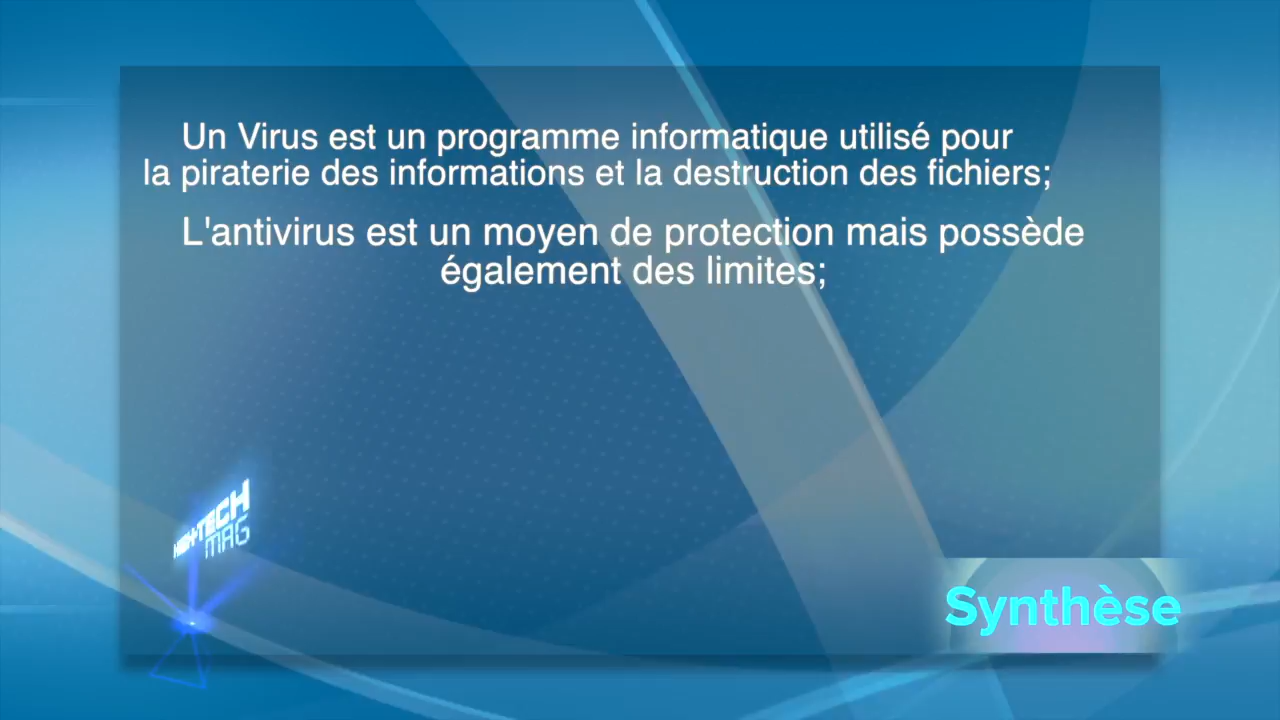 Un Virus est un programme informatique utilisé pour
la piraterie des informations et la destruction des fichiers;
L'antivirus est un moyen de protection mais possède
également des limites;
HIGH-TECH
MAG
Synthèse